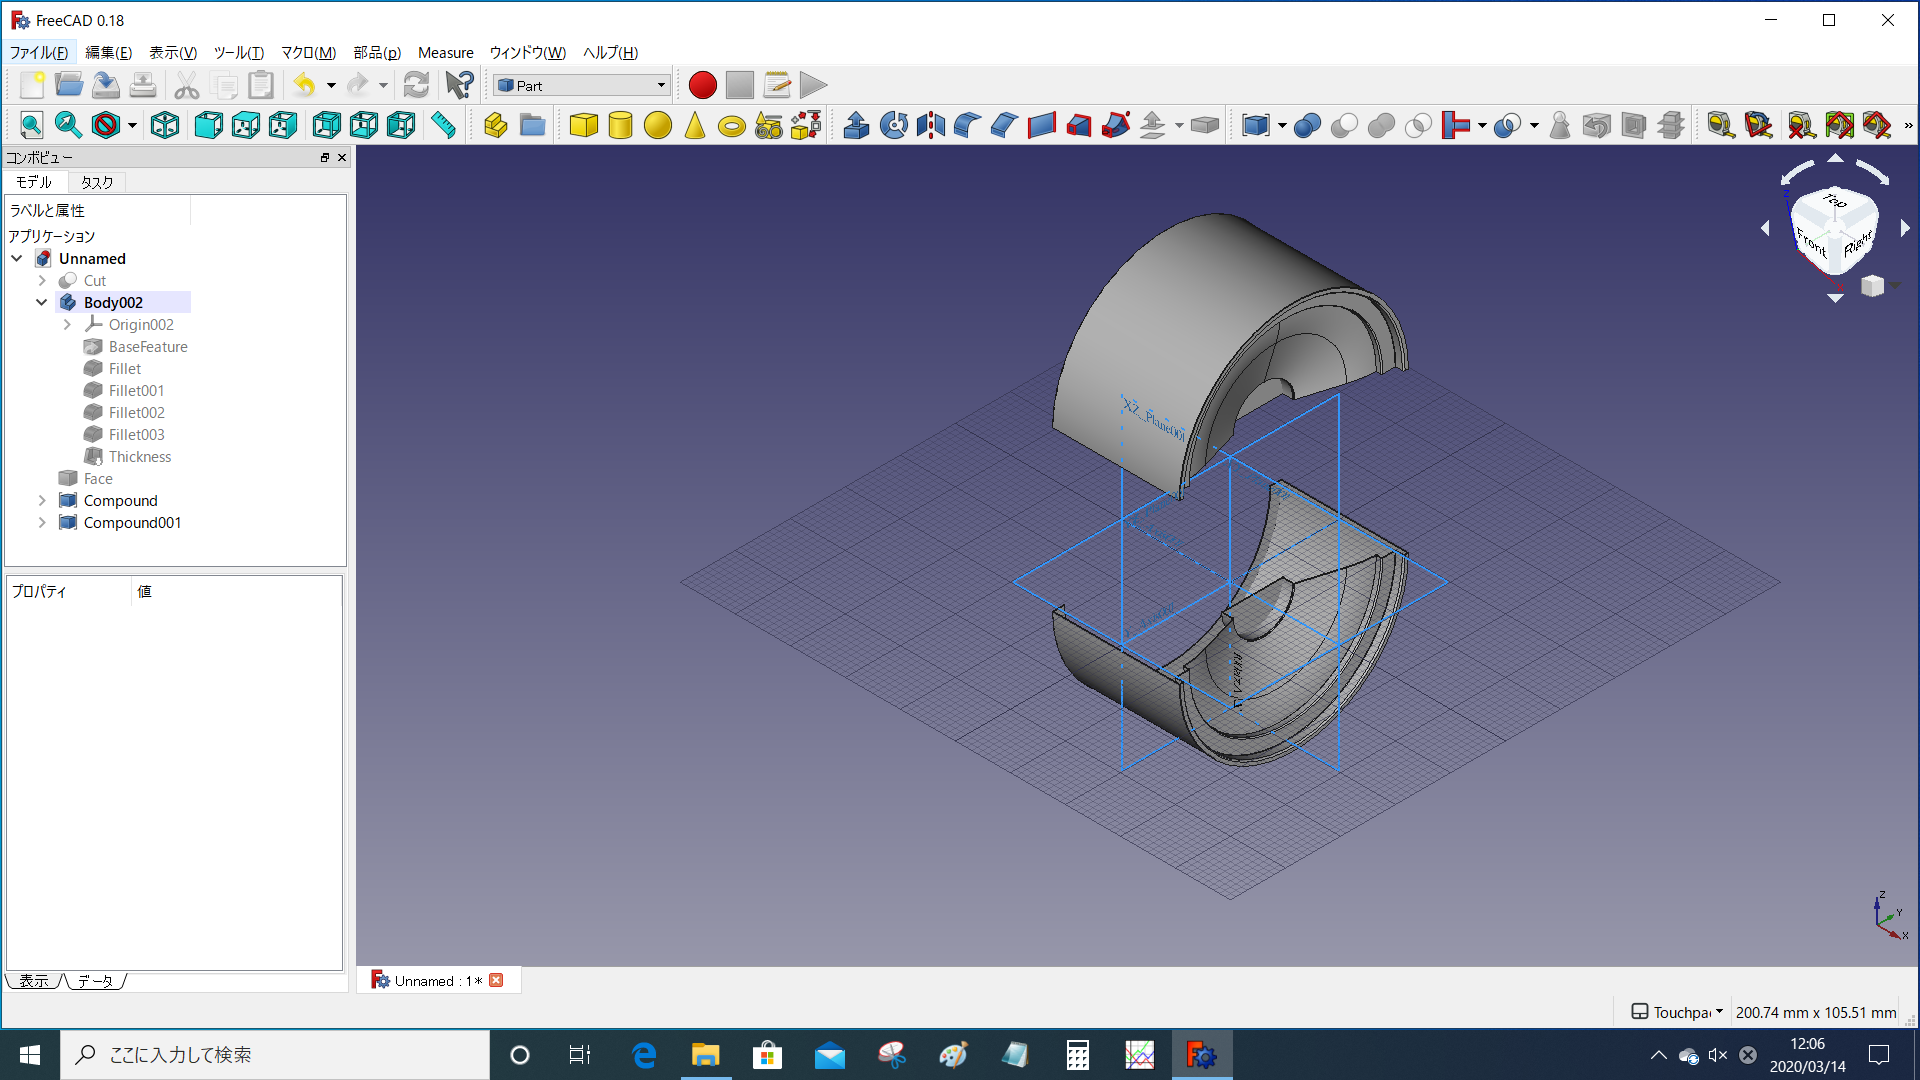 FreeCAD 0.18
ファイル(F) 編集(E) 表示(V) ツール(T) マクロ(M) 部品(p) Measure ウィンドウ(W) ヘルプ(H)
Part
コンボビュー
モデル タスク
ラベルと属性
アプリケーション
Unnamed
Cut
Body002
Origin002
BaseFeature
Fillet
Fillet001
Fillet002
Fillet003
Thickness
Face
Compound
Compound001
プロパティ 値
表示 データ
Top
Front
Right
Z
XZ_Plane001
Z
Y
X
Unnamed : 1*
Touchpa
200.74 mm x 105.51 mm
ここに入力して検索
12:06
2020/03/14